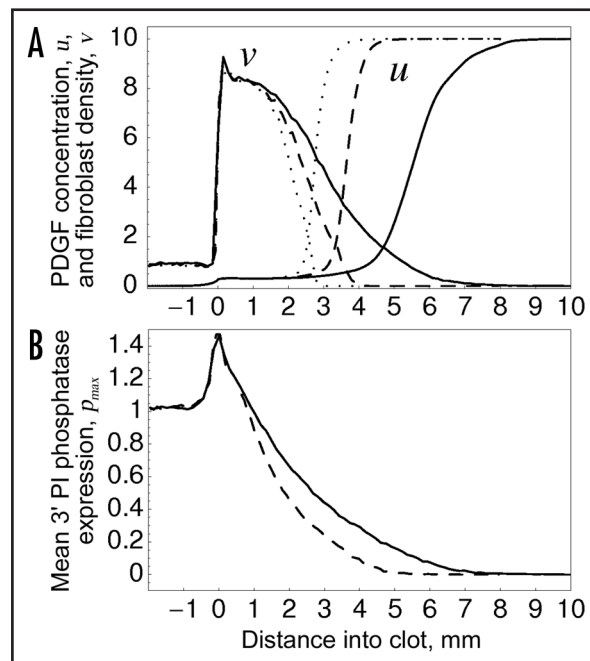 A
PDGF concentration, u,
and fibroblast density, v
10
8
6
4
2
0
v
u
−1 0 1 2 3 4 5 6 7 8 9 10
B
Mean 3' PI phosphatase
expression, p_max
1.4
1.2
1
0.8
0.6
0.4
0.2
0
−1 0 1 2 3 4 5 6 7 8 9 10
Distance into clot, mm